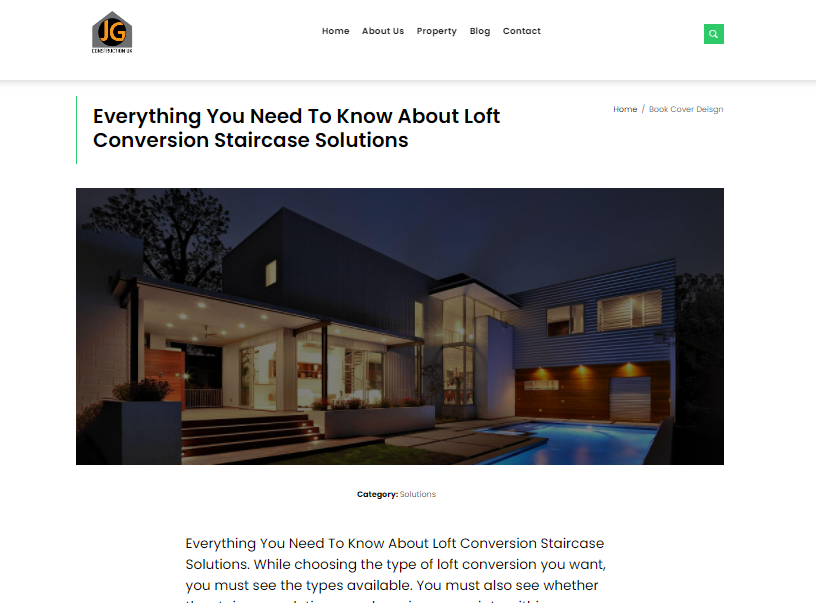 JG
CONSTRUCTION UK
Home About Us Property Blog Contact
Everything You Need To Know About Loft
Conversion Staircase Solutions
Home / Book Cover Deisgn
Category: Solutions
Everything You Need To Know About Loft Conversion Staircase
Solutions. While choosing the type of loft conversion you want,
you must see the types available. You must also see whether